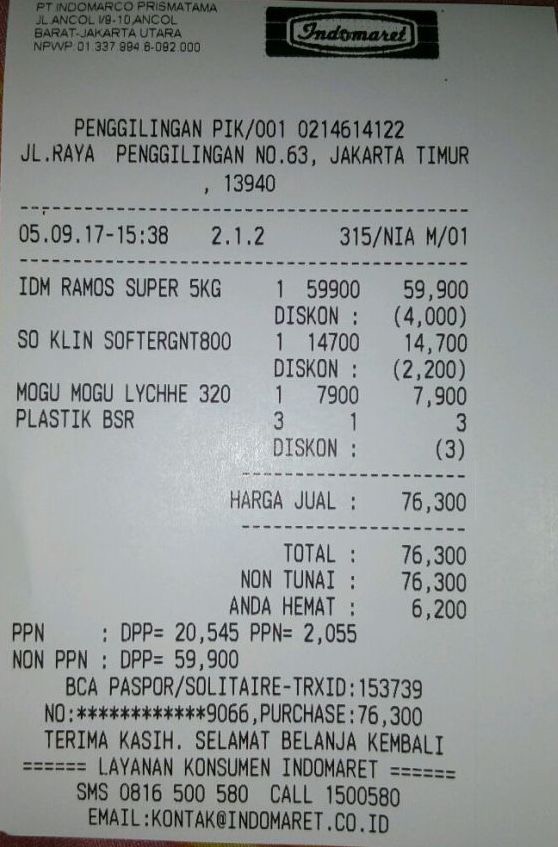 PT INDOMARCO PRISMATAMA
JL.ANCOL I/9-10,ANCOL
BARAT-JAKARTA UTARA
NPWP 01.337.994.6-092.000
Indomaret
PENGGILINGAN PIK/001 0214614122
JL.RAYA PENGGILINGAN NO.63, JAKARTA TIMUR
, 13940
05.09.17-15:38 2.1.2 315/NIA M/01
IDM RAMOS SUPER 5KG 1 59900 59,900
DISKON : (4,000)
SO KLIN SOFTERGNT800 1 14700 14,700
DISKON : (2,200)
MOGU MOGU LYCHHE 320 1 7900 7,900
PLASTIK BSR 3 1 3
DISKON : (3)
HARGA JUAL : 76,300
TOTAL : 76,300
NON TUNAI : 76,300
ANDA HEMAT : 6,200
PPN : DPP= 20,545 PPN= 2,055
NON PPN : DPP= 59,900
BCA PASPOR/SOLITAIRE-TRXID:153739
NO:************9066,PURCHASE:76,300
TERIMA KASIH. SELAMAT BELANJA KEMBALI
====== LAYANAN KONSUMEN INDOMARET ======
SMS 0816 500 580 CALL 1500580
EMAIL:KONTAK@INDOMARET.CO.ID